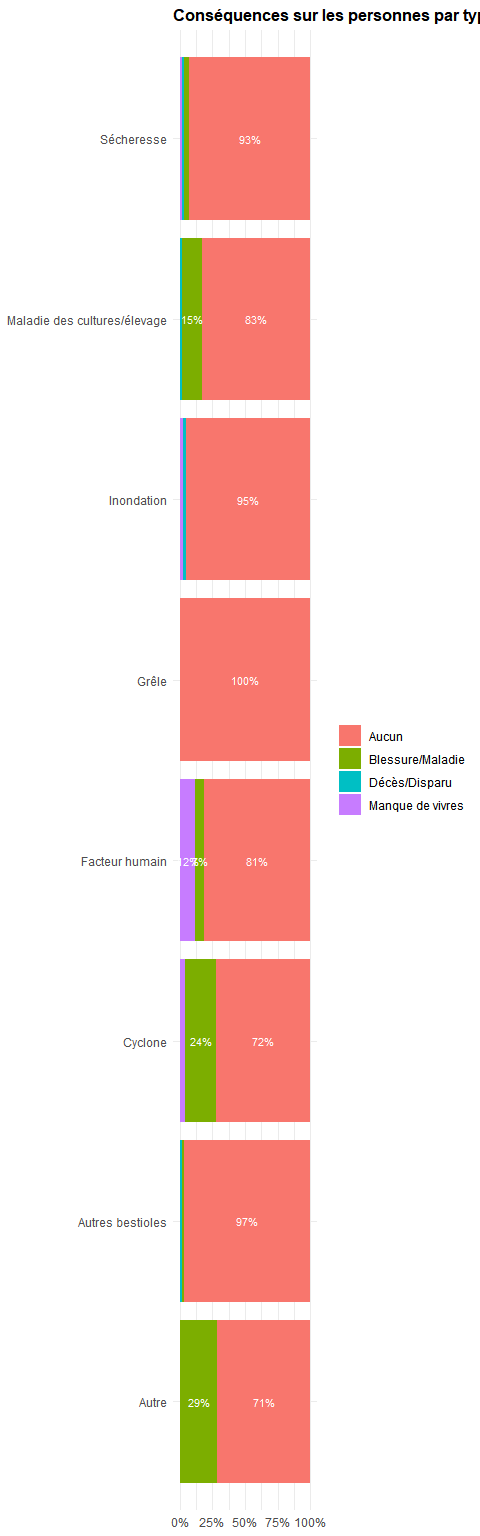 Conséquences sur les personnes par typ
Sécheresse
93%
Maladie des cultures/élevage
15%
83%
Inondation
95%
Grêle
100%
Aucun
Blessure/Maladie
Décès/Disparu
Manque de vivres
Facteur humain
12%
81%
Cyclone
24%
72%
Autres bestioles
97%
Autre
29%
71%
0%
25%
50%
75%
100%